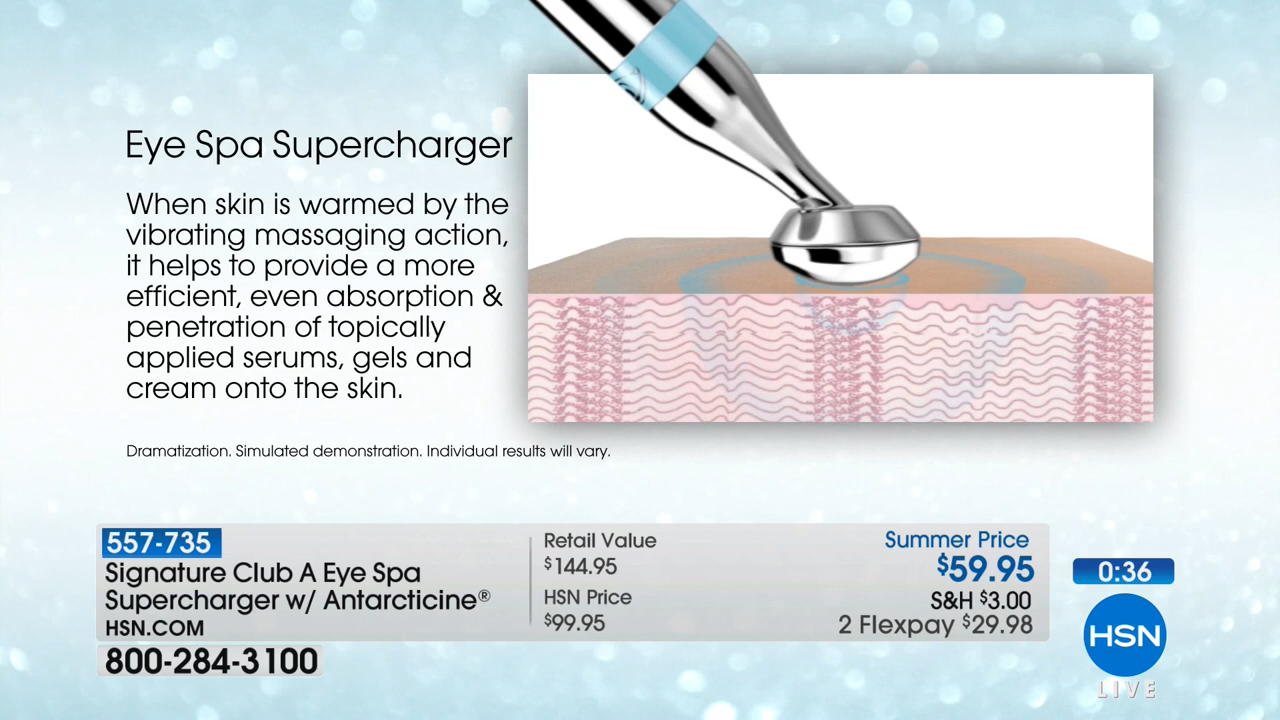 Eye Spa Supercharger
When skin is warmed by the
vibrating massaging action,
it helps to provide a more
efficient, even absorption &
penetration of topically
applied serums, gels and
cream onto the skin.
Dramatization. Simulated demonstration. Individual results will vary.
557-735
Signature Club A Eye Spa
Supercharger w/ Antarcticine®
HSN.COM
800-284-3100
Retail Value
$144.95
HSN Price
$99.95
Summer Price
$59.95
S&H $3.00
2 Flexpay $29.98
0:36
HSN
LIVE